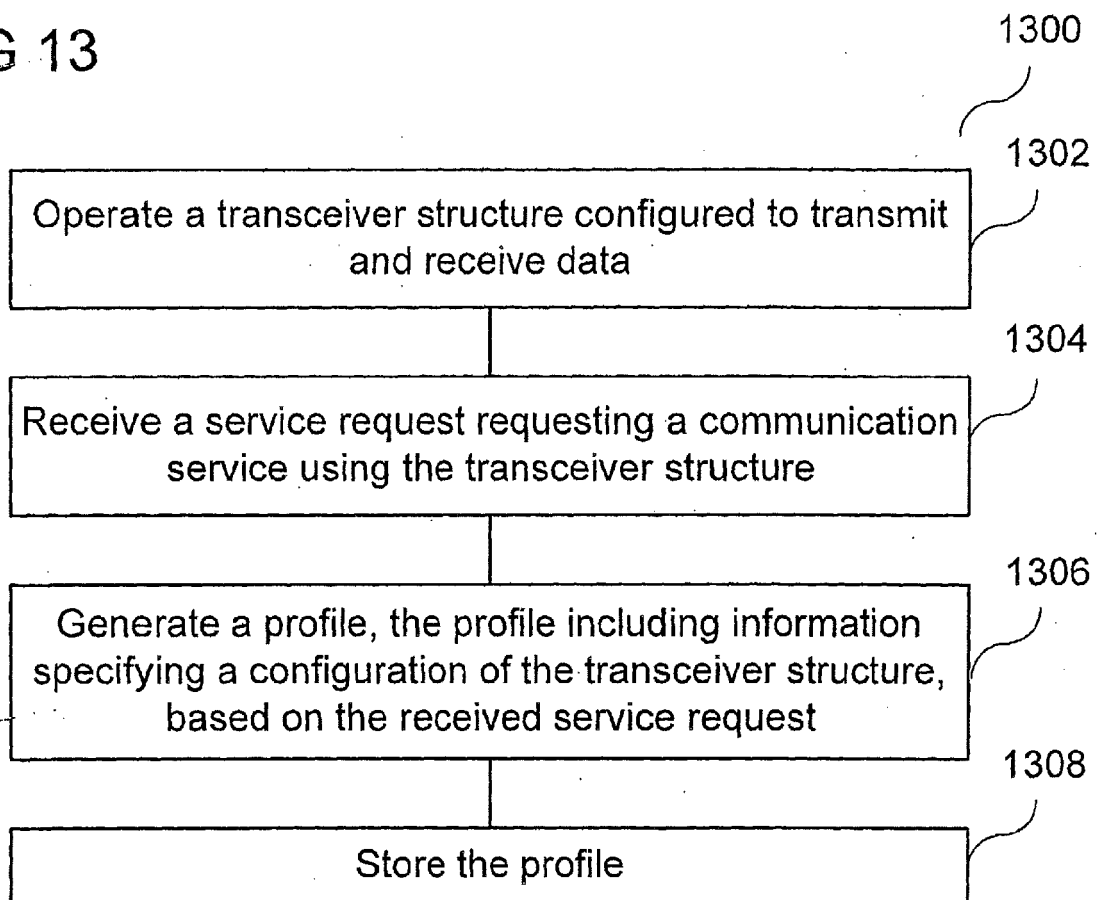 G 13
1300
1302
Operate a transceiver structure configured to transmit
and receive data
1304
Receive a service request requesting a communication
service using the transceiver structure
1306
Generate a profile, the profile including information
specifying a configuration of the transceiver structure,
based on the received service request
1308
Store the profile